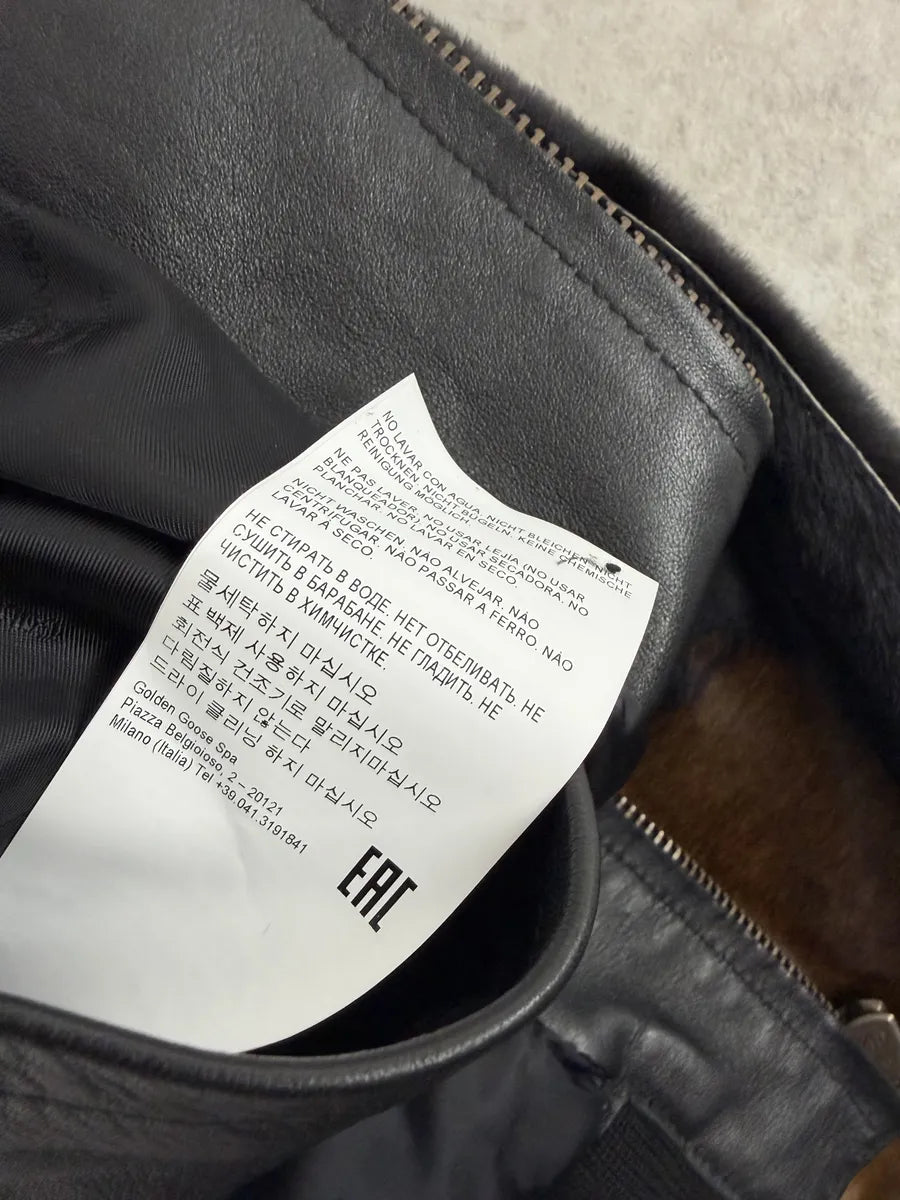 NO LAVAR CON AGUA. NICHT BLEICHEN. NICHT
TROCKNEN. NICHT BÜGELN. KEINE CHEMISCHE
REINIGUNG MÖGLICH.
NE PAS LAVER. NO USAR LEJIA (NO USAR
BLANQUEADOR). NO USAR SECADORA. NO
PLANCHAR. NO LAVAR EN SECO.
NICHT WASCHEN. NÃO ALVEJAR. NÃO
CENTRIFUGAR. NÃO PASSAR A FERRO. NÃO
LAVAR Á SECO.
НЕ СТИРАТЬ В ВОДЕ. НЕТ ОТБЕЛИВАТЬ. НЕ
СУШИТЬ В БАРАБАНЕ. НЕ ГЛАДИТЬ. НЕ
ЧИСТИТЬ В ХИМЧИСТКЕ.
물세탁하지 마십시오
표백제 사용하지 마십시오
회전식 건조기로 말리지마십시오
다림질하지 않는다
드라이 클리닝 하지 마십시오
Golden Goose Spa
Piazza Belgioioso, 2 – 20121
Milano (Italia) Tel +39.041.3191841
EAC